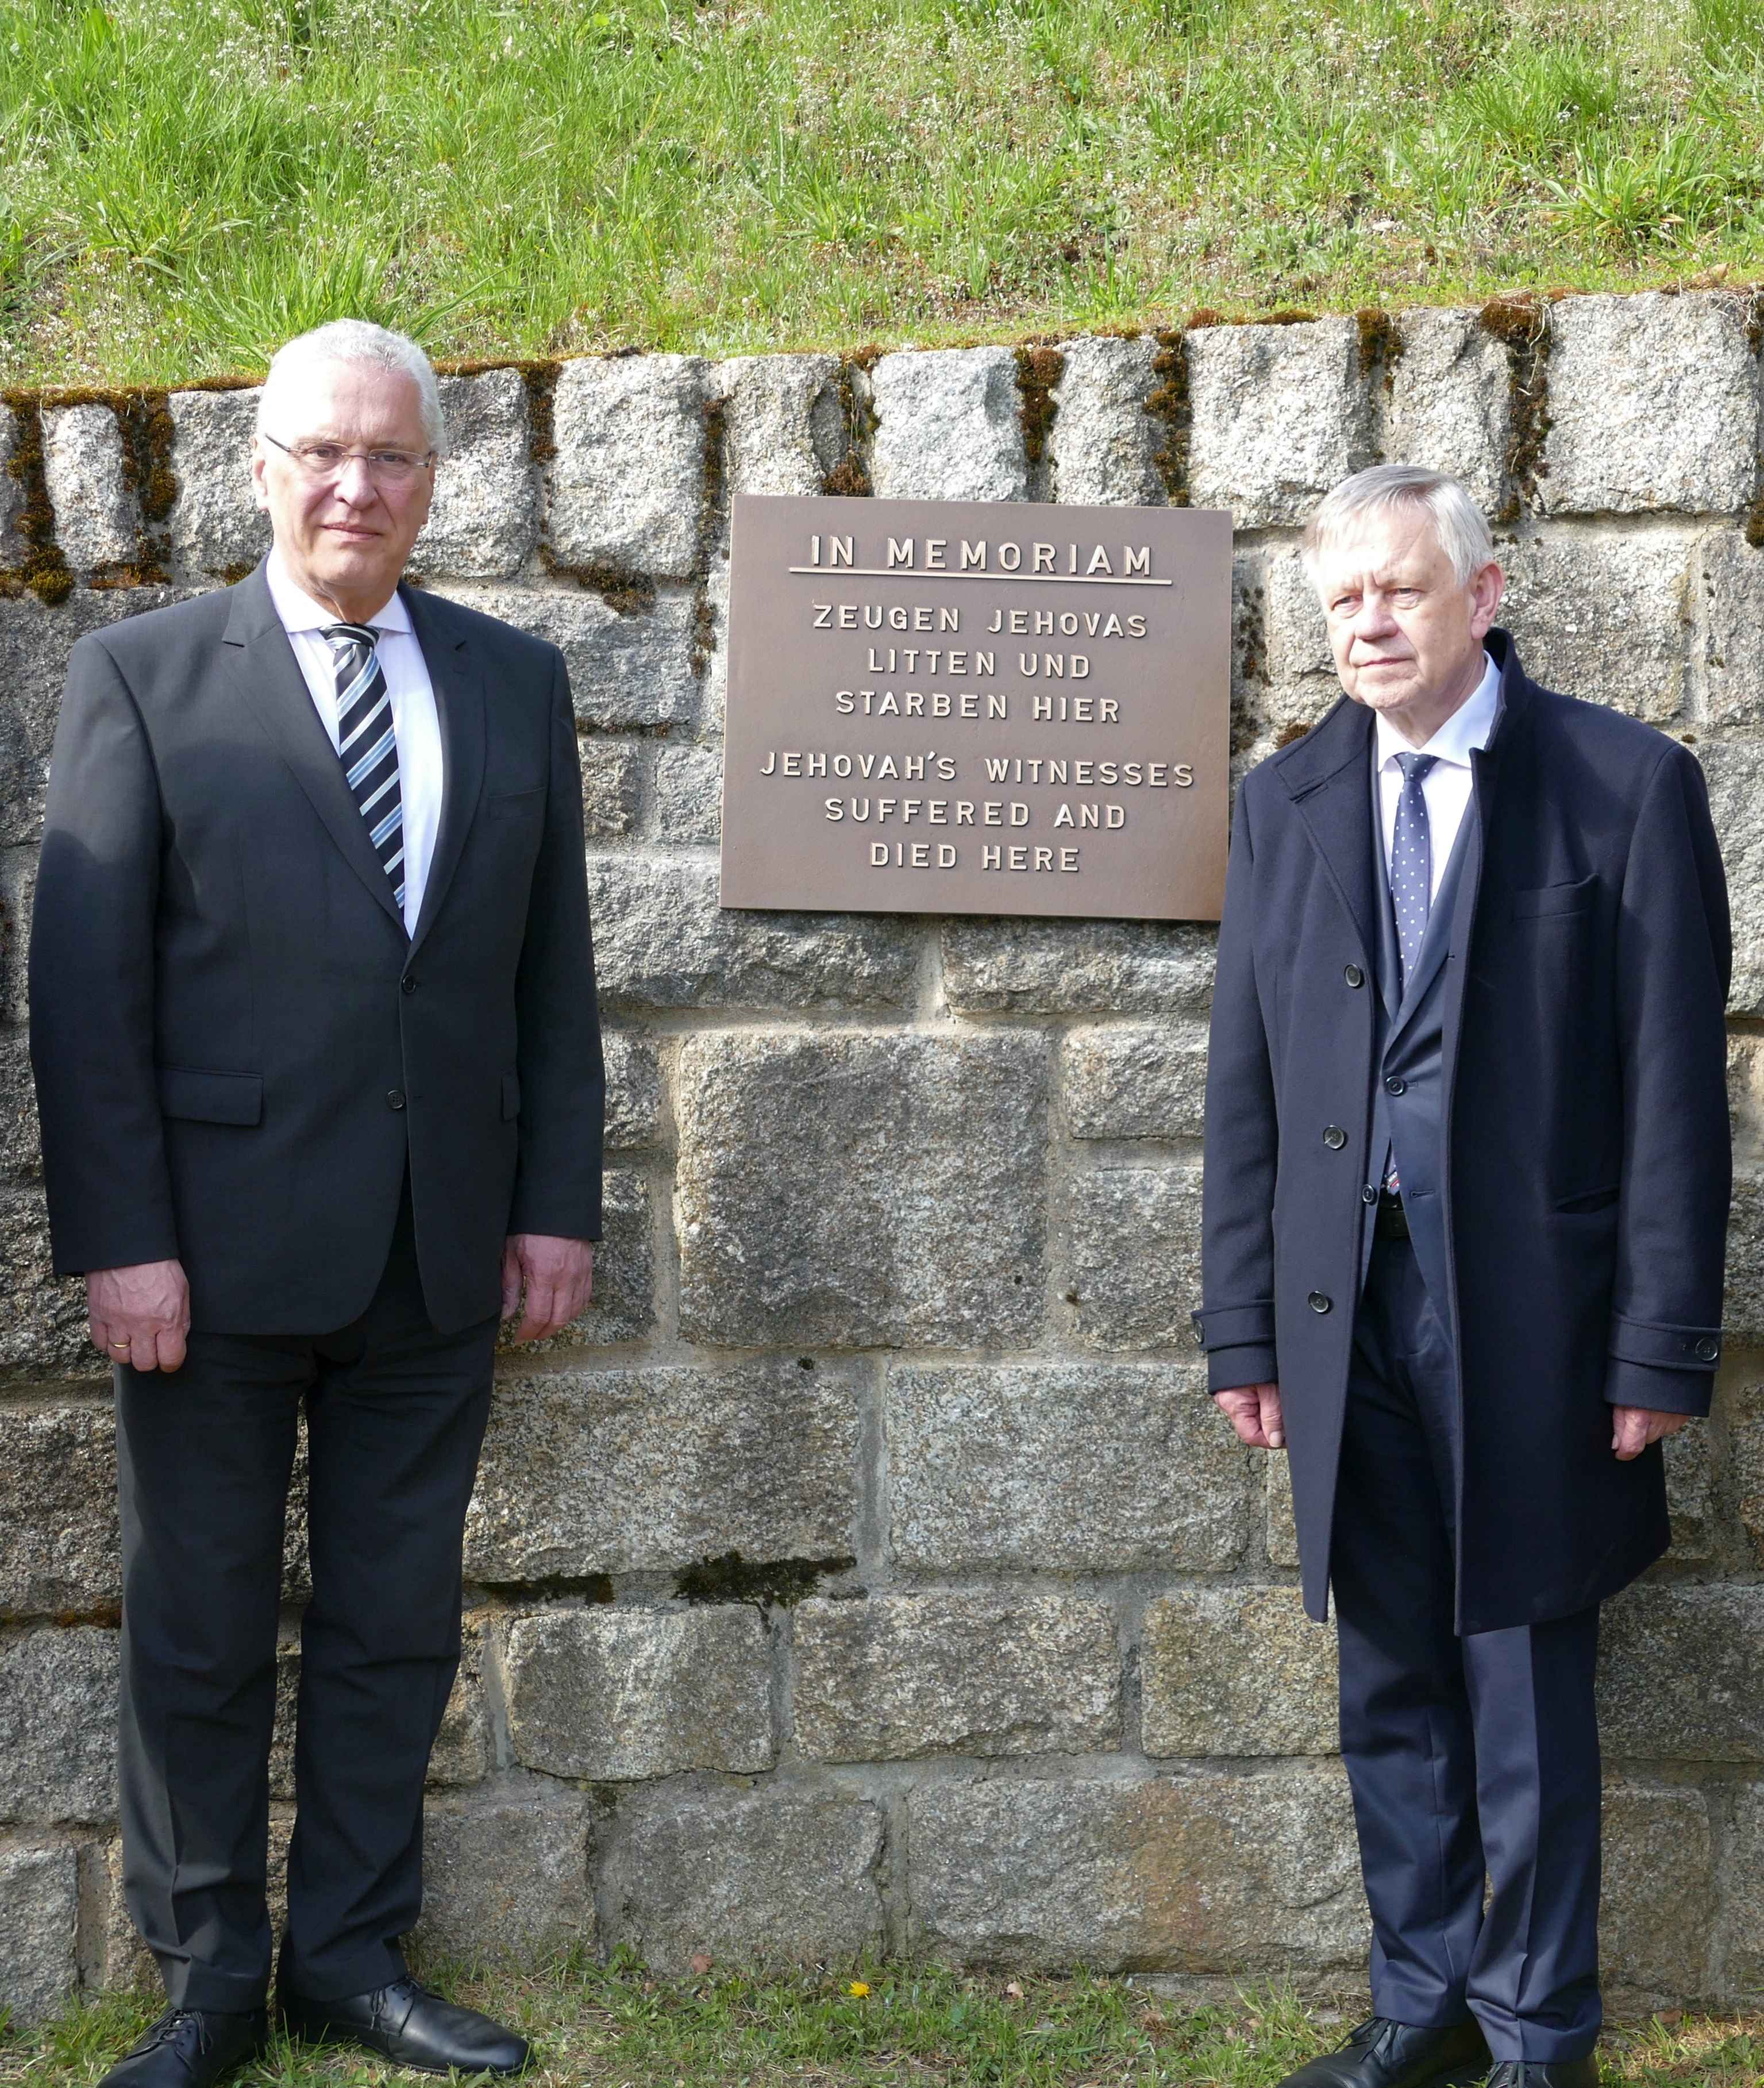 IN MEMORIAM
ZEUGEN JEHOVAS
LITTEN UND
STARBEN HIER
JEHOVAH'S WITNESSES
SUFFERED AND
DIED HERE